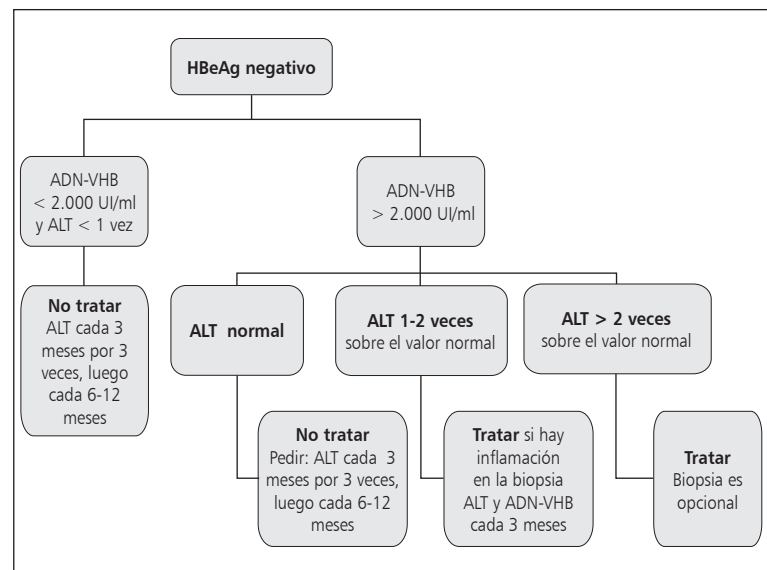 HBeAg negativo
ADN-VHB
< 2.000 UI/ml
y ALT < 1 vez
ADN-VHB
> 2.000 UI/ml
No tratar
ALT cada 3
meses por 3
veces, luego
cada 6-12
meses
ALT normal
ALT 1-2 veces
sobre el valor normal
ALT > 2 veces
sobre el valor normal
No tratar
Pedir: ALT cada 3
meses por 3 veces,
luego cada 6-12
meses
Tratar si hay
inflamación
en la biopsia
ALT y ADN-VHB
cada 3 meses
Tratar
Biopsia es
opcional